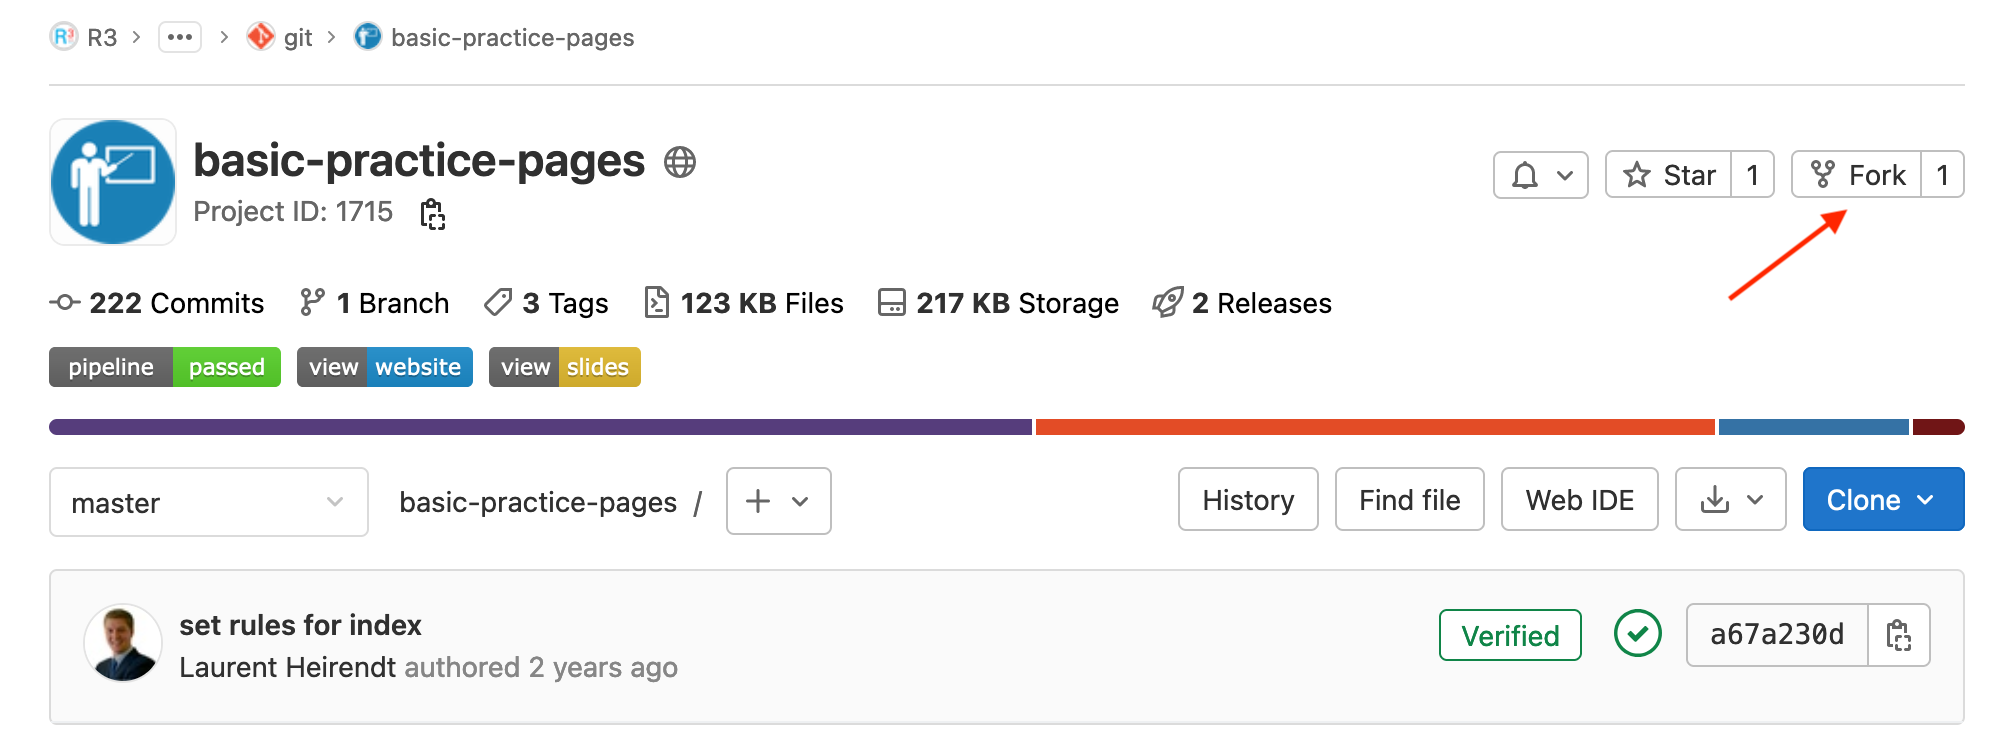 R3 > ... > git > basic-practice-pages
basic-practice-pages
Project ID: 1715
Star 1
Fork 1
222 Commits 1 Branch 3 Tags 123 KB Files 217 KB Storage 2 Releases
pipeline passed view website view slides
master basic-practice-pages / + History Find file Web IDE Clone
set rules for index
Laurent Heirendt authored 2 years ago
Verified a67a230d